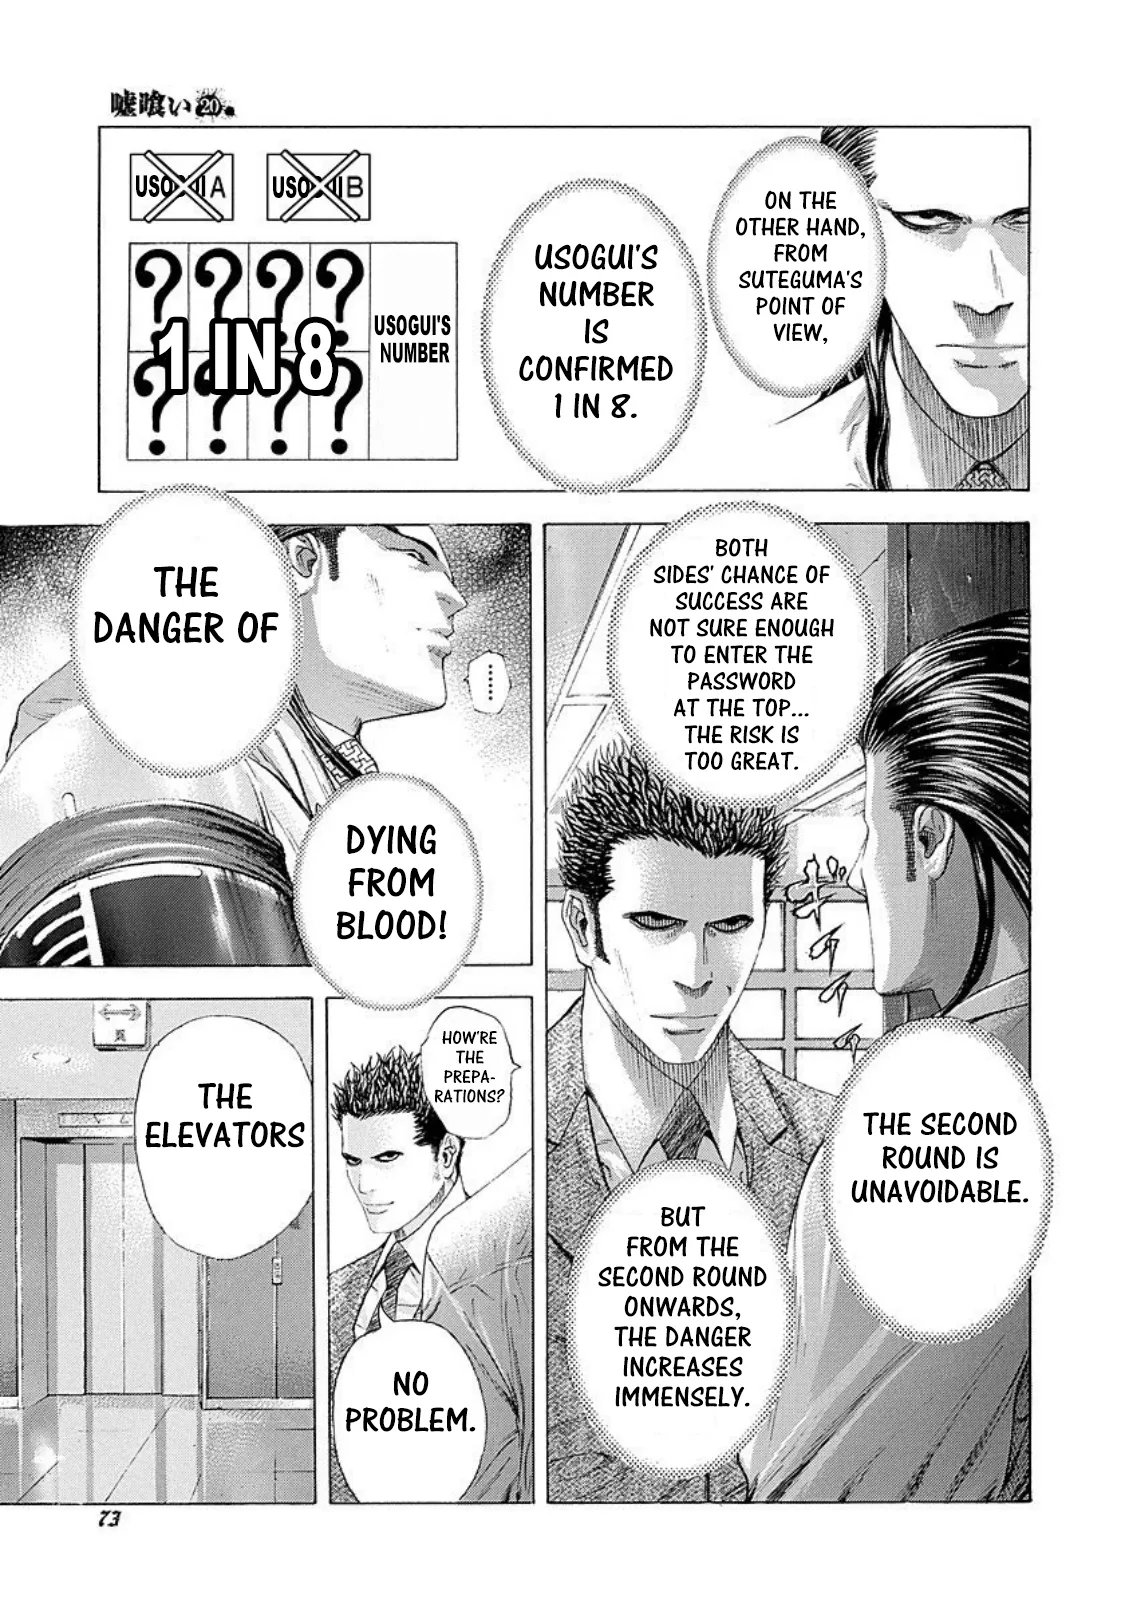 嘘喰い 20
ON THE
OTHER HAND,
FROM
SUTEGUMA'S
POINT OF
VIEW,
USOGUI'S
NUMBER
IS
CONFIRMED
1 IN 8.
USOGUI A
USOGUI B
? ? ? ?
1 IN 8
? ? ? ?
USOGUI'S
NUMBER
BOTH
SIDES' CHANCE OF
SUCCESS ARE
NOT SURE ENOUGH
TO ENTER THE
PASSWORD
AT THE TOP...
THE RISK IS
TOO GREAT.
THE SECOND
ROUND IS
UNAVOIDABLE.
BUT
FROM THE
SECOND ROUND
ONWARDS,
THE DANGER
INCREASES
IMMENSELY.
THE
DANGER OF
......
DYING
FROM
BLOOD!
HOW'RE
THE
PREPA-
RATIONS?
NO
PROBLEM.
THE
ELEVATORS
73